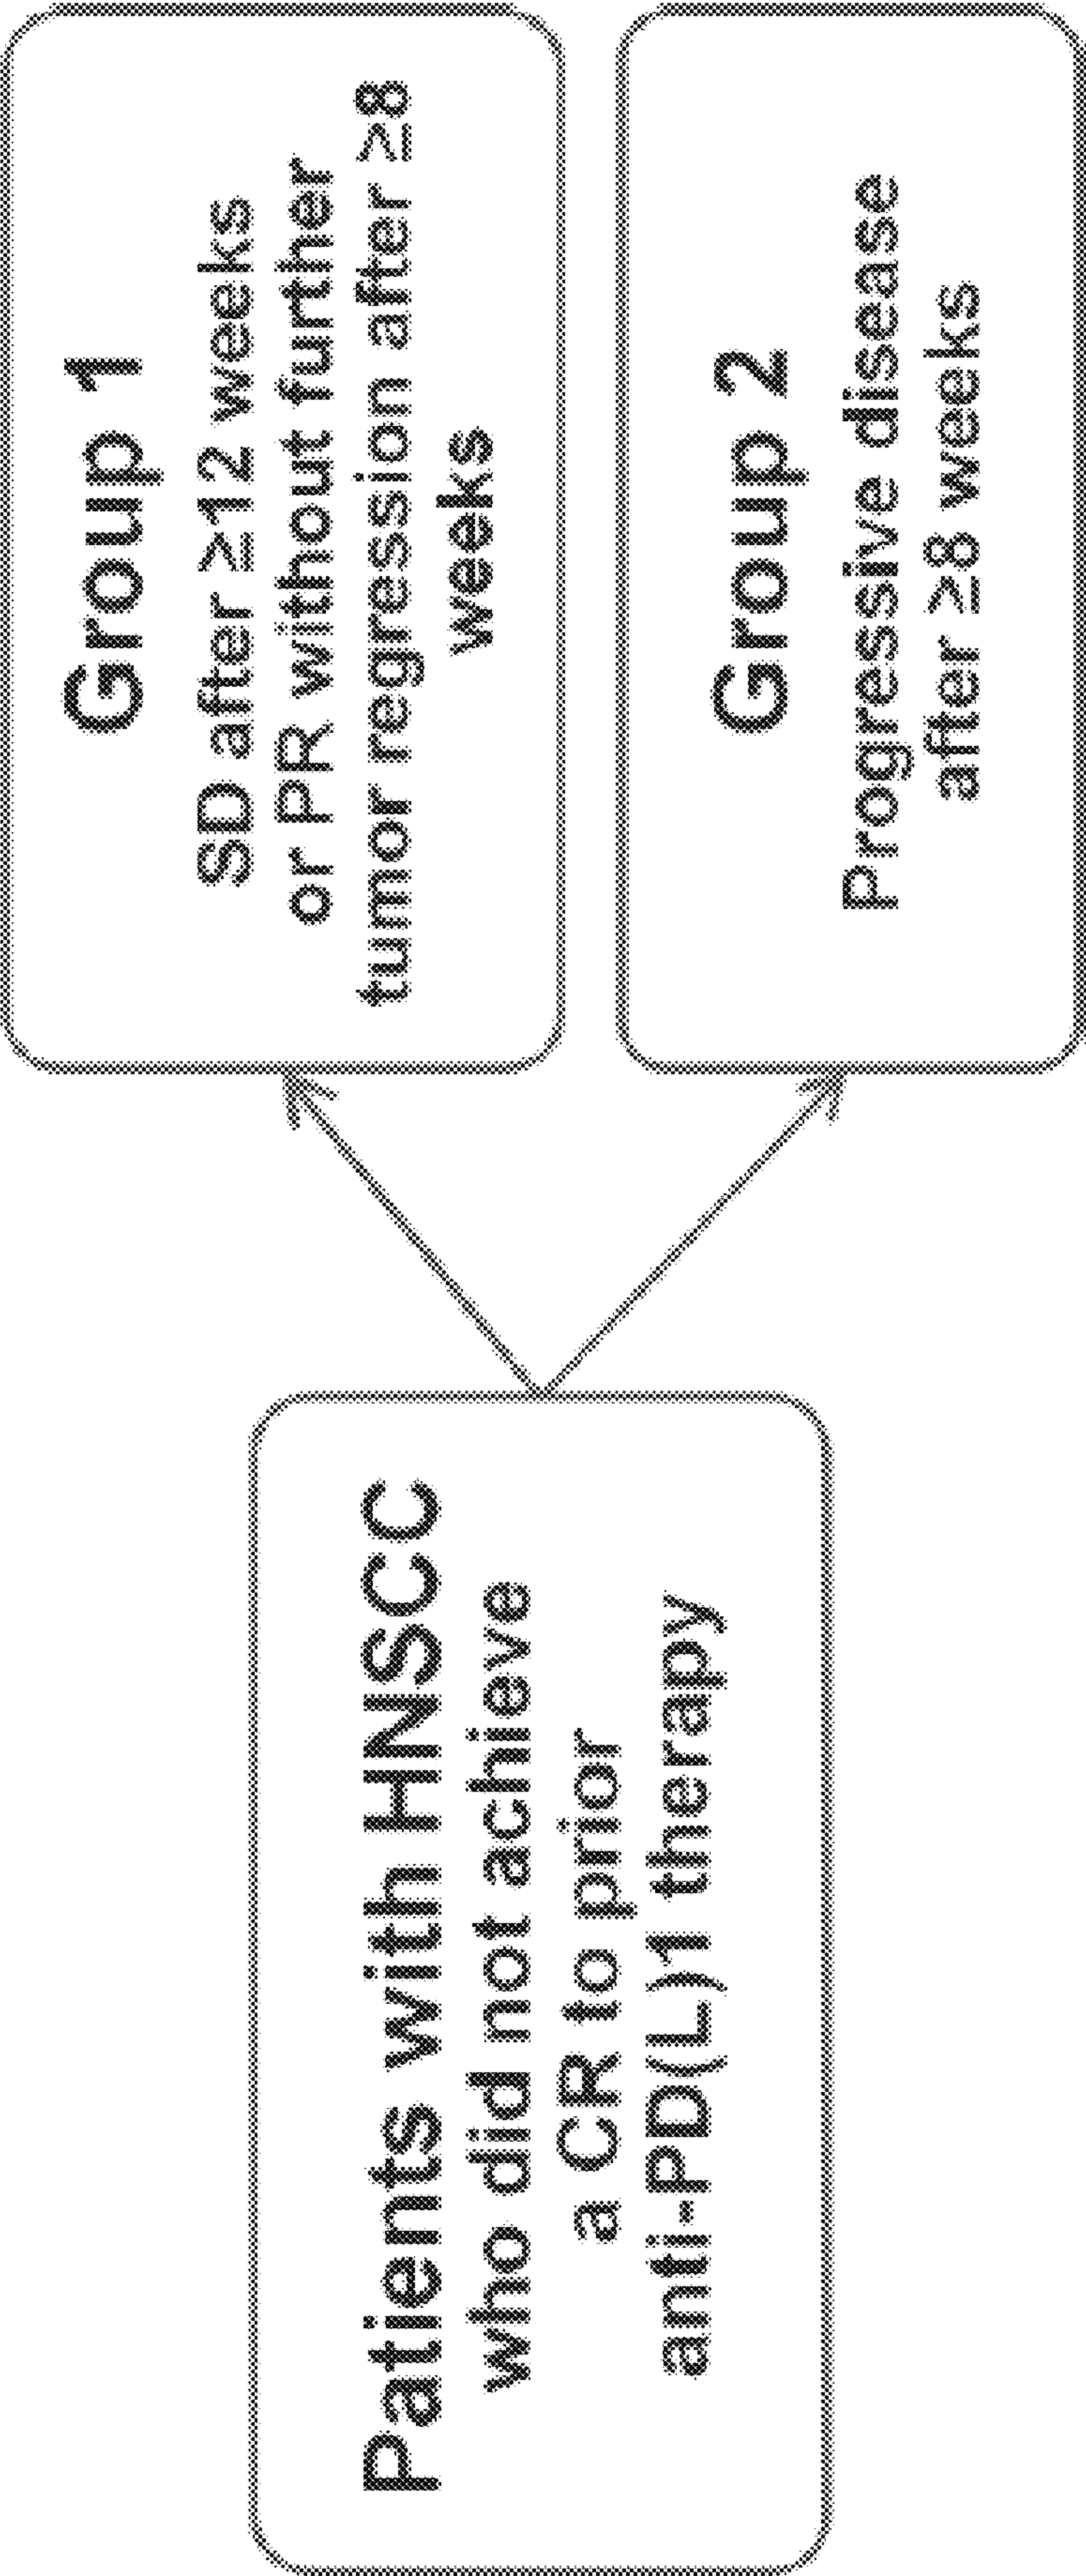 Patients with HNSCC
who did not achieve
a CR to prior
anti-PD(L)1 therapy
Group 1
SD after ≥12 weeks
or PR without further
tumor regression after ≥8
weeks
Group 2
Progressive disease
after ≥8 weeks